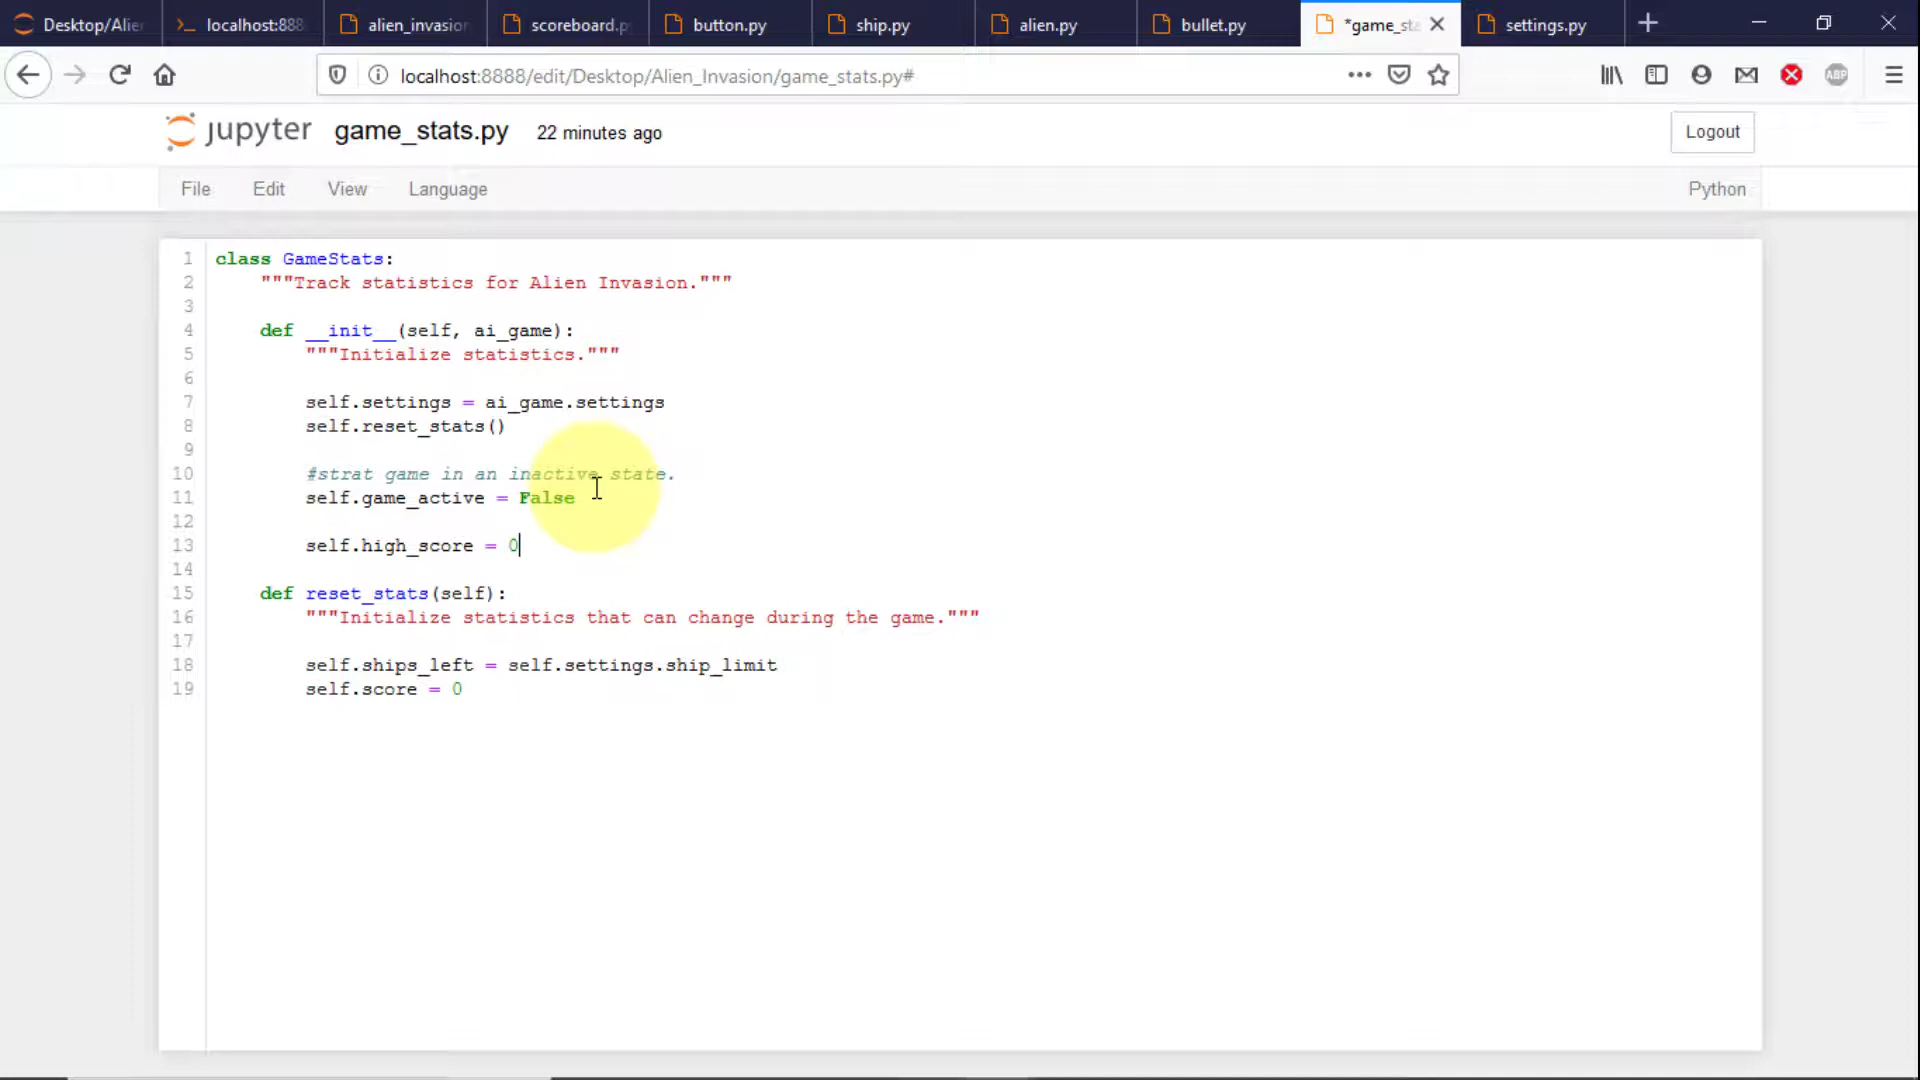 Desktop/Alie localhost:888 alien_invasion scoreboard.p button.py ship.py alien.py bullet.py *game_sta settings.py
localhost:8888/edit/Desktop/Alien_Invasion/game_stats.py# ABP
jupyter game_stats.py 22 minutes ago Logout
File Edit View Language Python
1 class GameStats:
2 """Track statistics for Alien Invasion."""
3
4 def __init__(self, ai_game):
5 """Initialize statistics."""
6
7 self.settings = ai_game.settings
8 self.reset_stats()
9
10 #strat game in an inactive state.
11 self.game_active = False
12
13 self.high_score = 0
14
15 def reset_stats(self):
16 """Initialize statistics that can change during the game."""
17
18 self.ships_left = self.settings.ship_limit
19 self.score = 0